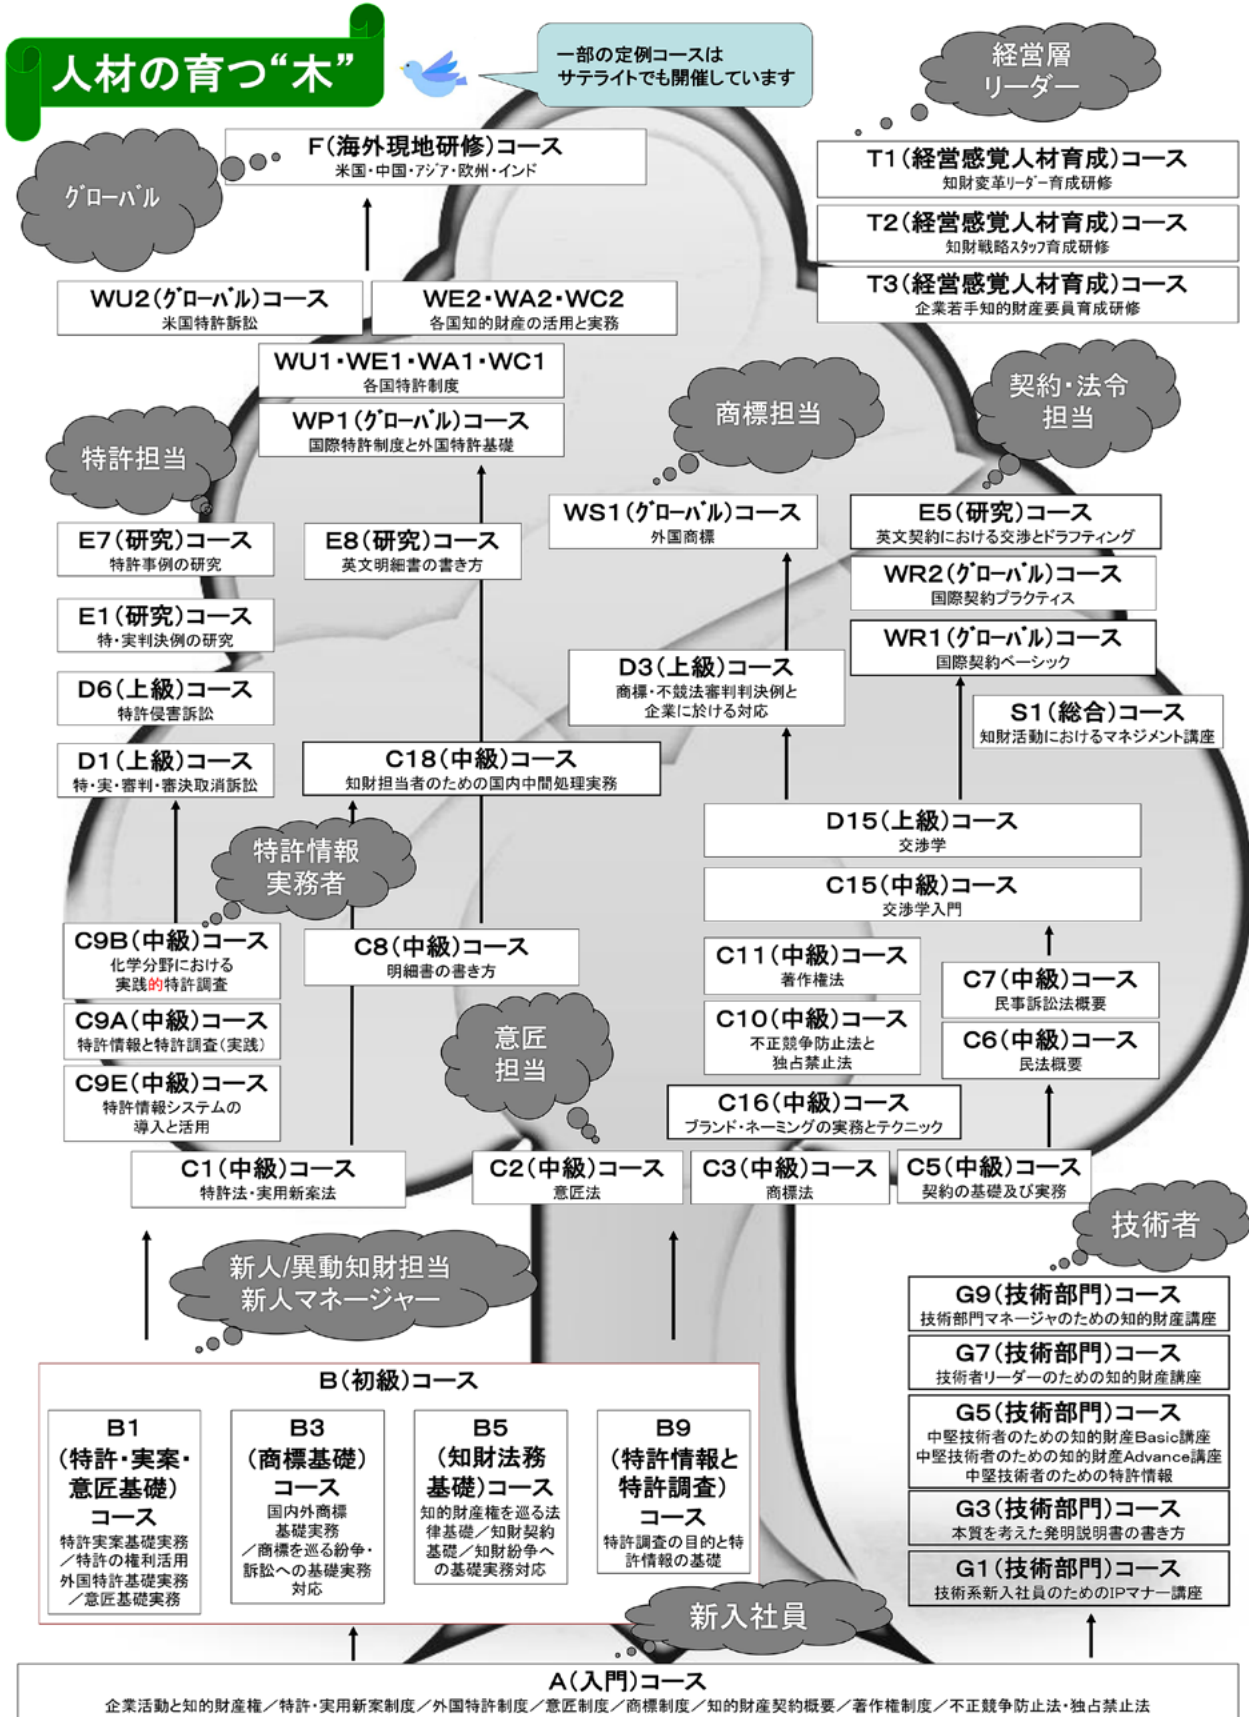 人材の育つ“木”
一部の定例コースは
サテライトでも開催しています
経営層
リーダー
グローバル
F(海外現地研修)コース
米国・中国・アジア・欧州・インド
T1(経営感覚人材育成)コース
知財変革リーダー育成研修
T2(経営感覚人材育成)コース
知財戦略スタッフ育成研修
T3(経営感覚人材育成)コース
企業若手知的財産要員育成研修
WU2(グローバル)コース
米国特許訴訟
WE2・WA2・WC2
各国知的財産の活用と実務
WU1・WE1・WA1・WC1
各国特許制度
WP1(グローバル)コース
国際特許制度と外国特許基礎
商標担当
契約・法令
担当
特許担当
E7(研究)コース
特許事例の研究
E8(研究)コース
英文明細書の書き方
WS1(グローバル)コース
外国商標
E5(研究)コース
英文契約における交渉とドラフティング
WR2(グローバル)コース
国際契約プラクティス
E1(研究)コース
特・実判決例の研究
WR1(グローバル)コース
国際契約ベーシック
D3(上級)コース
商標・不競法審判判決例と
企業に於ける対応
D6(上級)コース
特許侵害訴訟
S1(総合)コース
知財活動におけるマネジメント講座
D1(上級)コース
特・実・審判・審決取消訴訟
C18(中級)コース
知財担当者のための国内中間処理実務
D15(上級)コース
交渉学
特許情報
実務者
C15(中級)コース
交渉学入門
C9B(中級)コース
化学分野における
実践的特許調査
C8(中級)コース
明細書の書き方
C11(中級)コース
著作権法
C7(中級)コース
民事訴訟法概要
C9A(中級)コース
特許情報と特許調査(実践)
意匠
担当
C10(中級)コース
不正競争防止法と
独占禁止法
C6(中級)コース
民法概要
C9E(中級)コース
特許情報システムの
導入と活用
C16(中級)コース
ブランド・ネーミングの実務とテクニック
C1(中級)コース
特許法・実用新案法
C2(中級)コース
意匠法
C3(中級)コース
商標法
C5(中級)コース
契約の基礎及び実務
技術者
新人/異動知財担当
新人マネージャー
G9(技術部門)コース
技術部門マネージャのための知的財産講座
G7(技術部門)コース
技術者リーダーのための知的財産講座
G5(技術部門)コース
中堅技術者のための知的財産Basic講座
中堅技術者のための知的財産Advance講座
中堅技術者のための特許情報
G3(技術部門)コース
本質を考えた発明説明書の書き方
G1(技術部門)コース
技術系新入社員のためのIPマナー講座
B(初級)コース
B1
(特許・実案・
意匠基礎)
コース
特許実案基礎実務
/特許の権利活用
外国特許基礎実務
/意匠基礎実務
B3
(商標基礎)
コース
国内外商標
基礎実務
/商標を巡る紛争・
訴訟への基礎実務
対応
B5
(知財法務
基礎)コース
知的財産権を巡る法
律基礎/知財契約
基礎/知財紛争へ
の基礎実務対応
B9
(特許情報と
特許調査)
コース
特許調査の目的と特
許情報の基礎
新入社員
A(入門)コース
企業活動と知的財産権/特許・実用新案制度/外国特許制度/意匠制度/商標制度/知的財産契約概要/著作権制度/不正競争防止法・独占禁止法